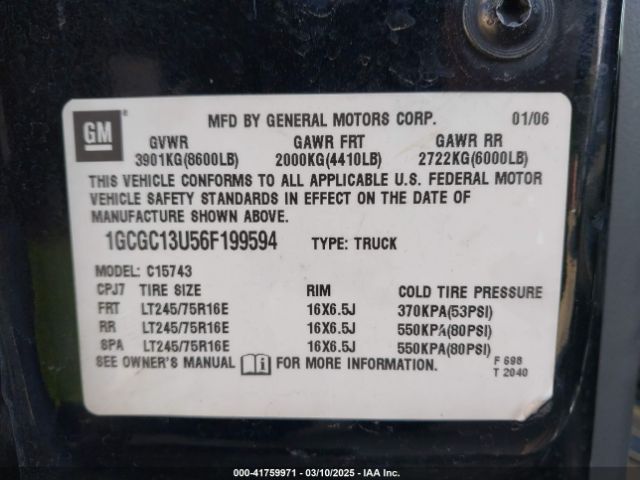 GM
®
MFD BY GENERAL MOTORS CORP. 01/06
GVWR GAWR FRT GAWR RR
3901KG(8600LB) 2000KG(4410LB) 2722KG(6000LB)
THIS VEHICLE CONFORMS TO ALL APPLICABLE U.S. FEDERAL MOTOR
VEHICLE SAFETY STANDARDS IN EFFECT ON THE DATE OF
MANUFACTURE SHOWN ABOVE.
1GCGC13U56F199594 TYPE: TRUCK
MODEL: C15743
CPJ7 TIRE SIZE RIM COLD TIRE PRESSURE
FRT LT245/75R16E 16X6.5J 370KPA(53PSI)
RR LT245/75R16E 16X6.5J 550KPA(80PSI)
SPA LT245/75R16E 16X6.5J 550KPA(80PSI)
SEE OWNER'S MANUAL i FOR MORE INFORMATION.
F 698
T 2040
000-41759971 - 03/10/2025 - IAA Inc.